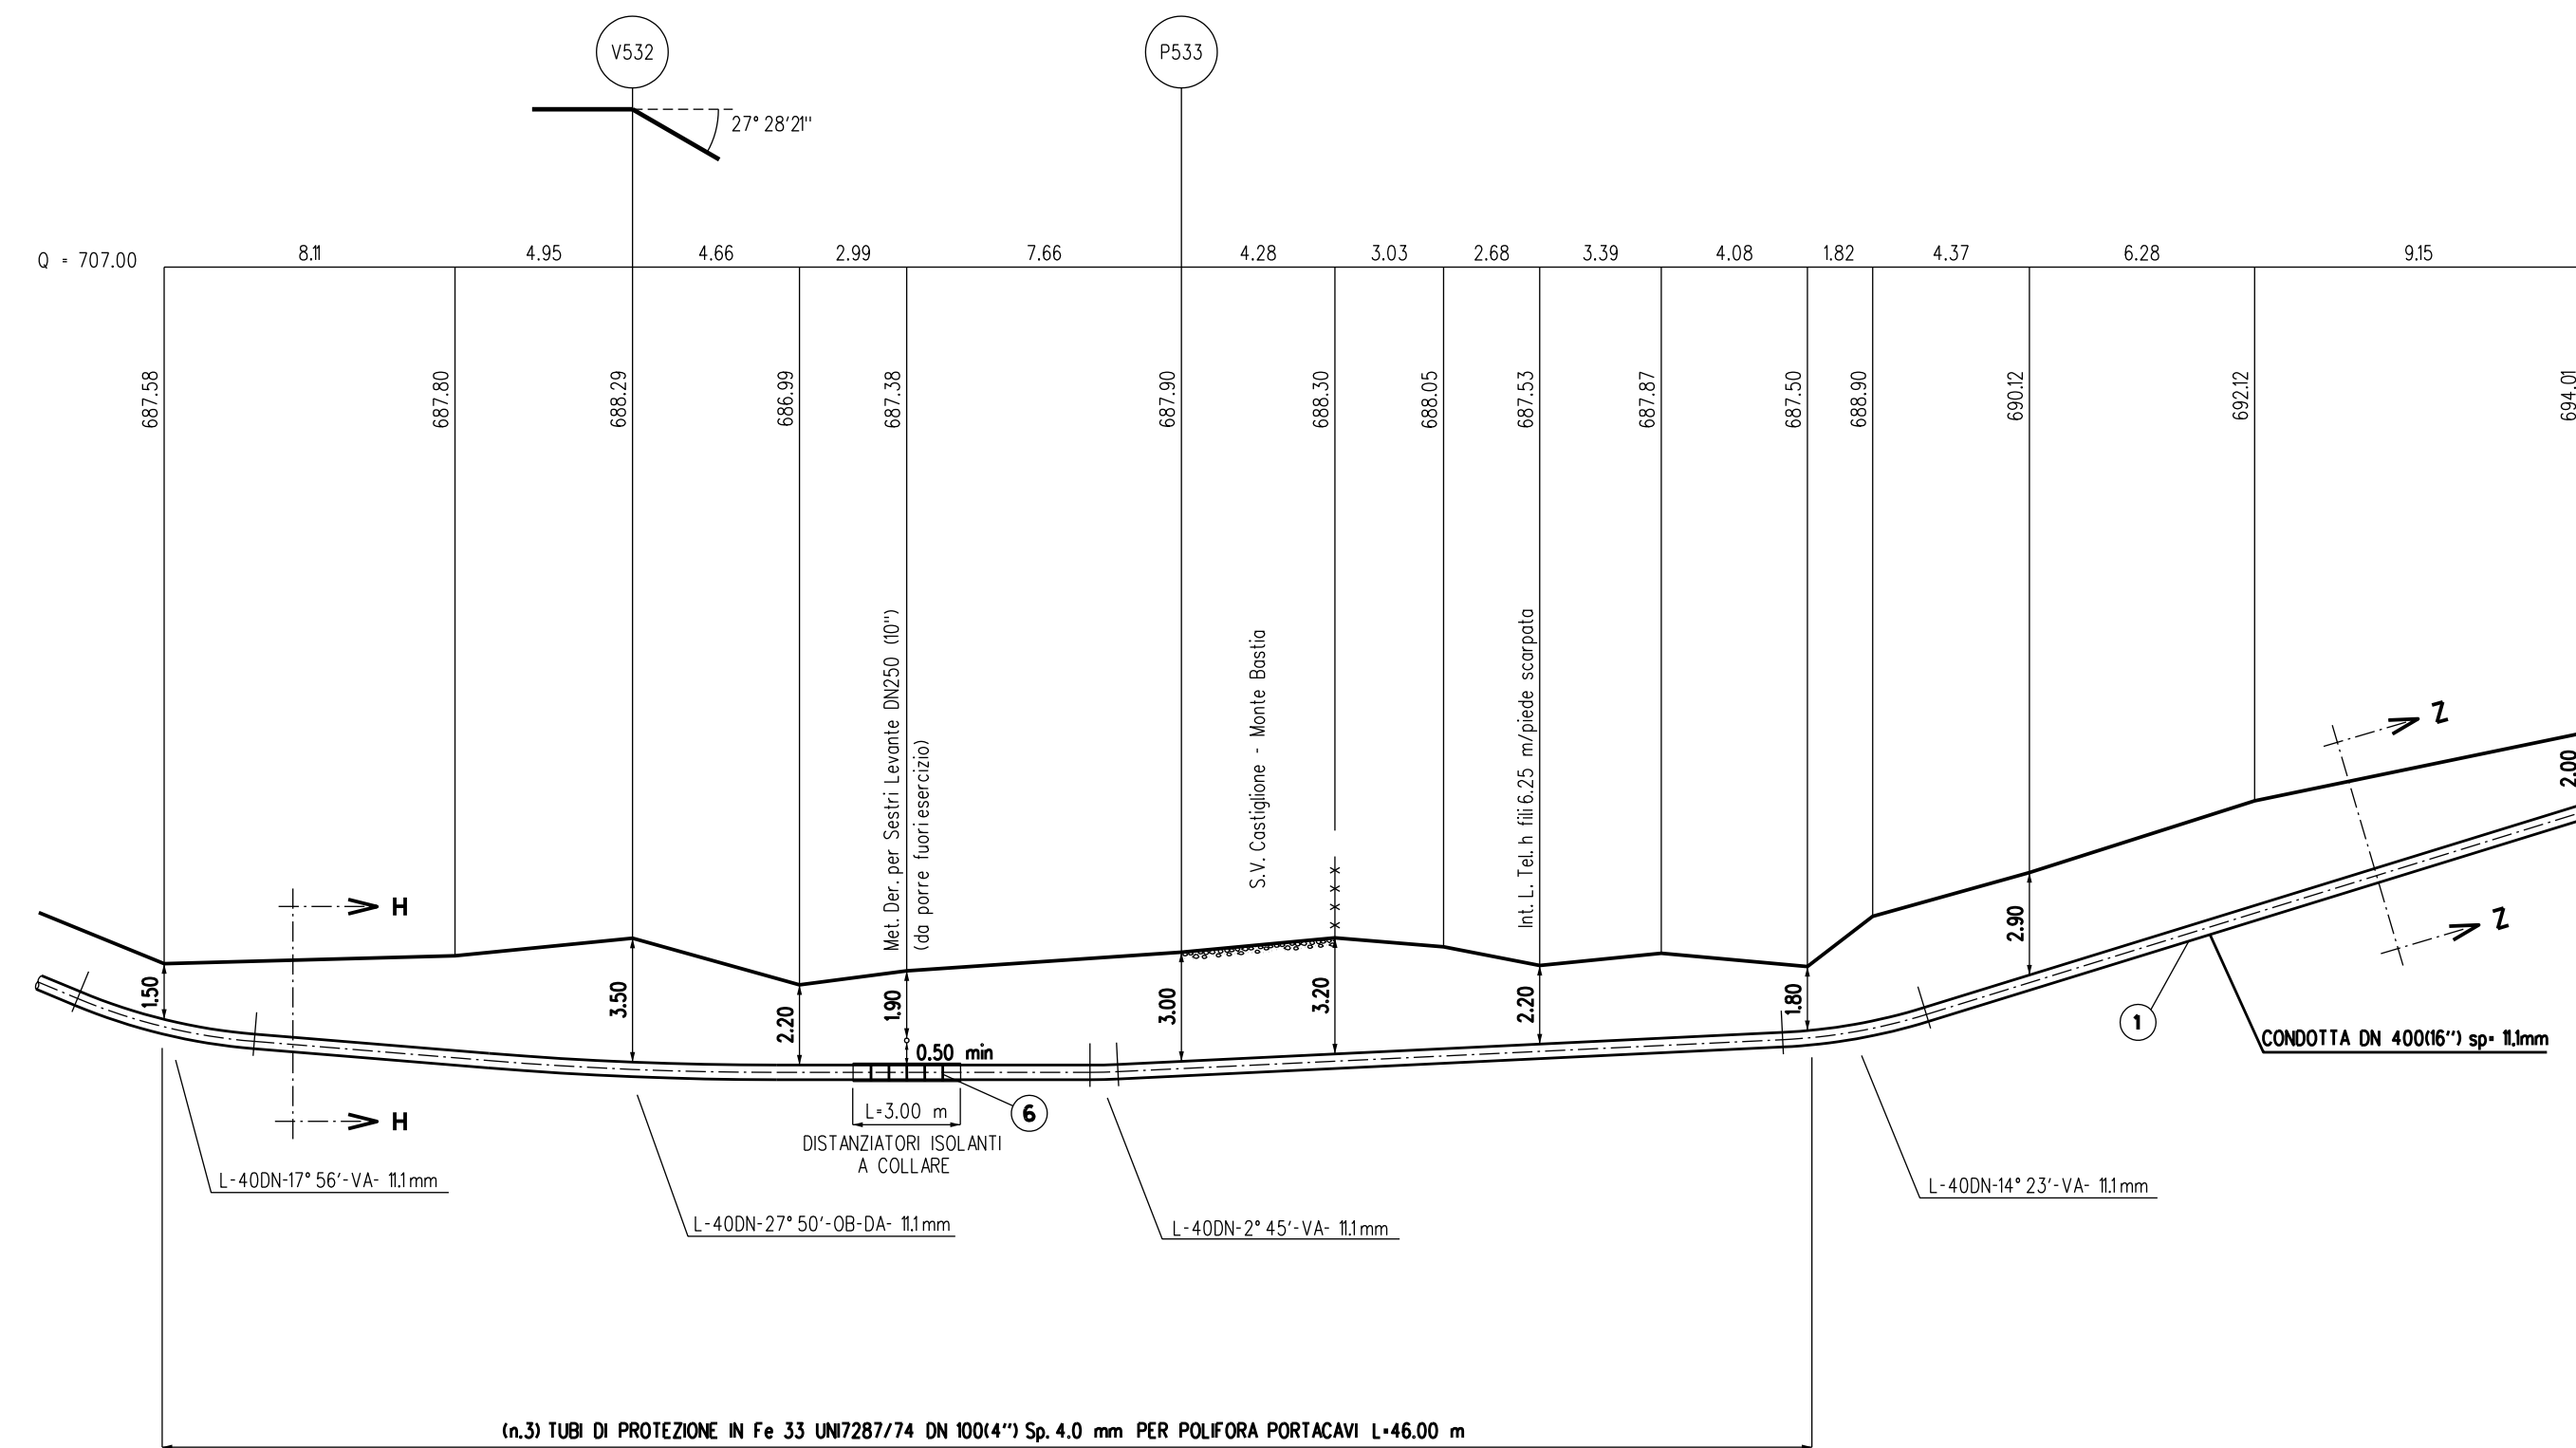 V532
P533
27° 28'21"
Q = 707.00
8.11
4.95
4.66
2.99
7.66
4.28
3.03
2.68
3.39
4.08
1.82
4.37
6.28
9.15
687.58
687.80
688.29
686.99
687.38
687.90
688.30
688.05
687.53
687.87
687.50
688.90
690.12
692.12
694.01
Met. Der. per Sestri Levante DN250 (10")
(da porre fuori esercizio)
S.V. Castiglione - Monte Bastia
Int. L. Tel. h fili 6.25 m/piede scarpata
x x x x x
Z
Z
H
H
1.50
3.50
2.20
1.90
3.00
3.20
2.20
1.80
2.90
2.00
0.50 min
1
CONDOTTA DN 400(16") sp= 11.1mm
6
L=3.00 m
DISTANZIATORI ISOLANTI
A COLLARE
L-40DN-17° 56'-VA- 11.1mm
L-40DN-27° 50'-OB-DA- 11.1mm
L-40DN-2° 45'-VA- 11.1mm
L-40DN-14° 23'-VA- 11.1mm
(n.3) TUBI DI PROTEZIONE IN Fe 33 UNI7287/74 DN 100(4") Sp. 4.0 mm PER POLIFORA PORTACAVI L=46.00 m